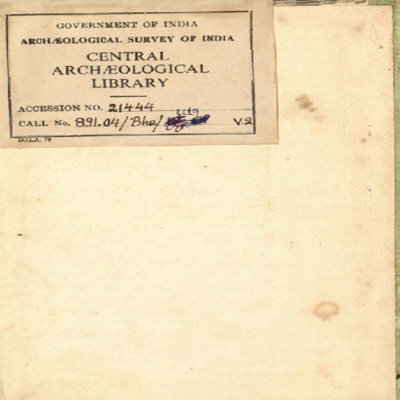 GOVERNMENT OF INDIA
ARCHÆOLOGICAL SURVEY OF INDIA
CENTRAL
ARCHÆOLOGICAL
LIBRARY
ACCESSION NO. 21444
CALL No. 891.04/Bha/ V.2
D.G.A. 79